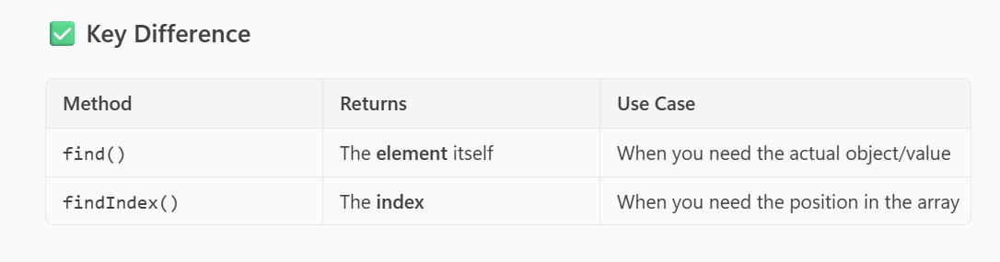 ✅ Key Difference
Method Returns Use Case
find() The element itself When you need the actual object/value
findIndex() The index When you need the position in the array